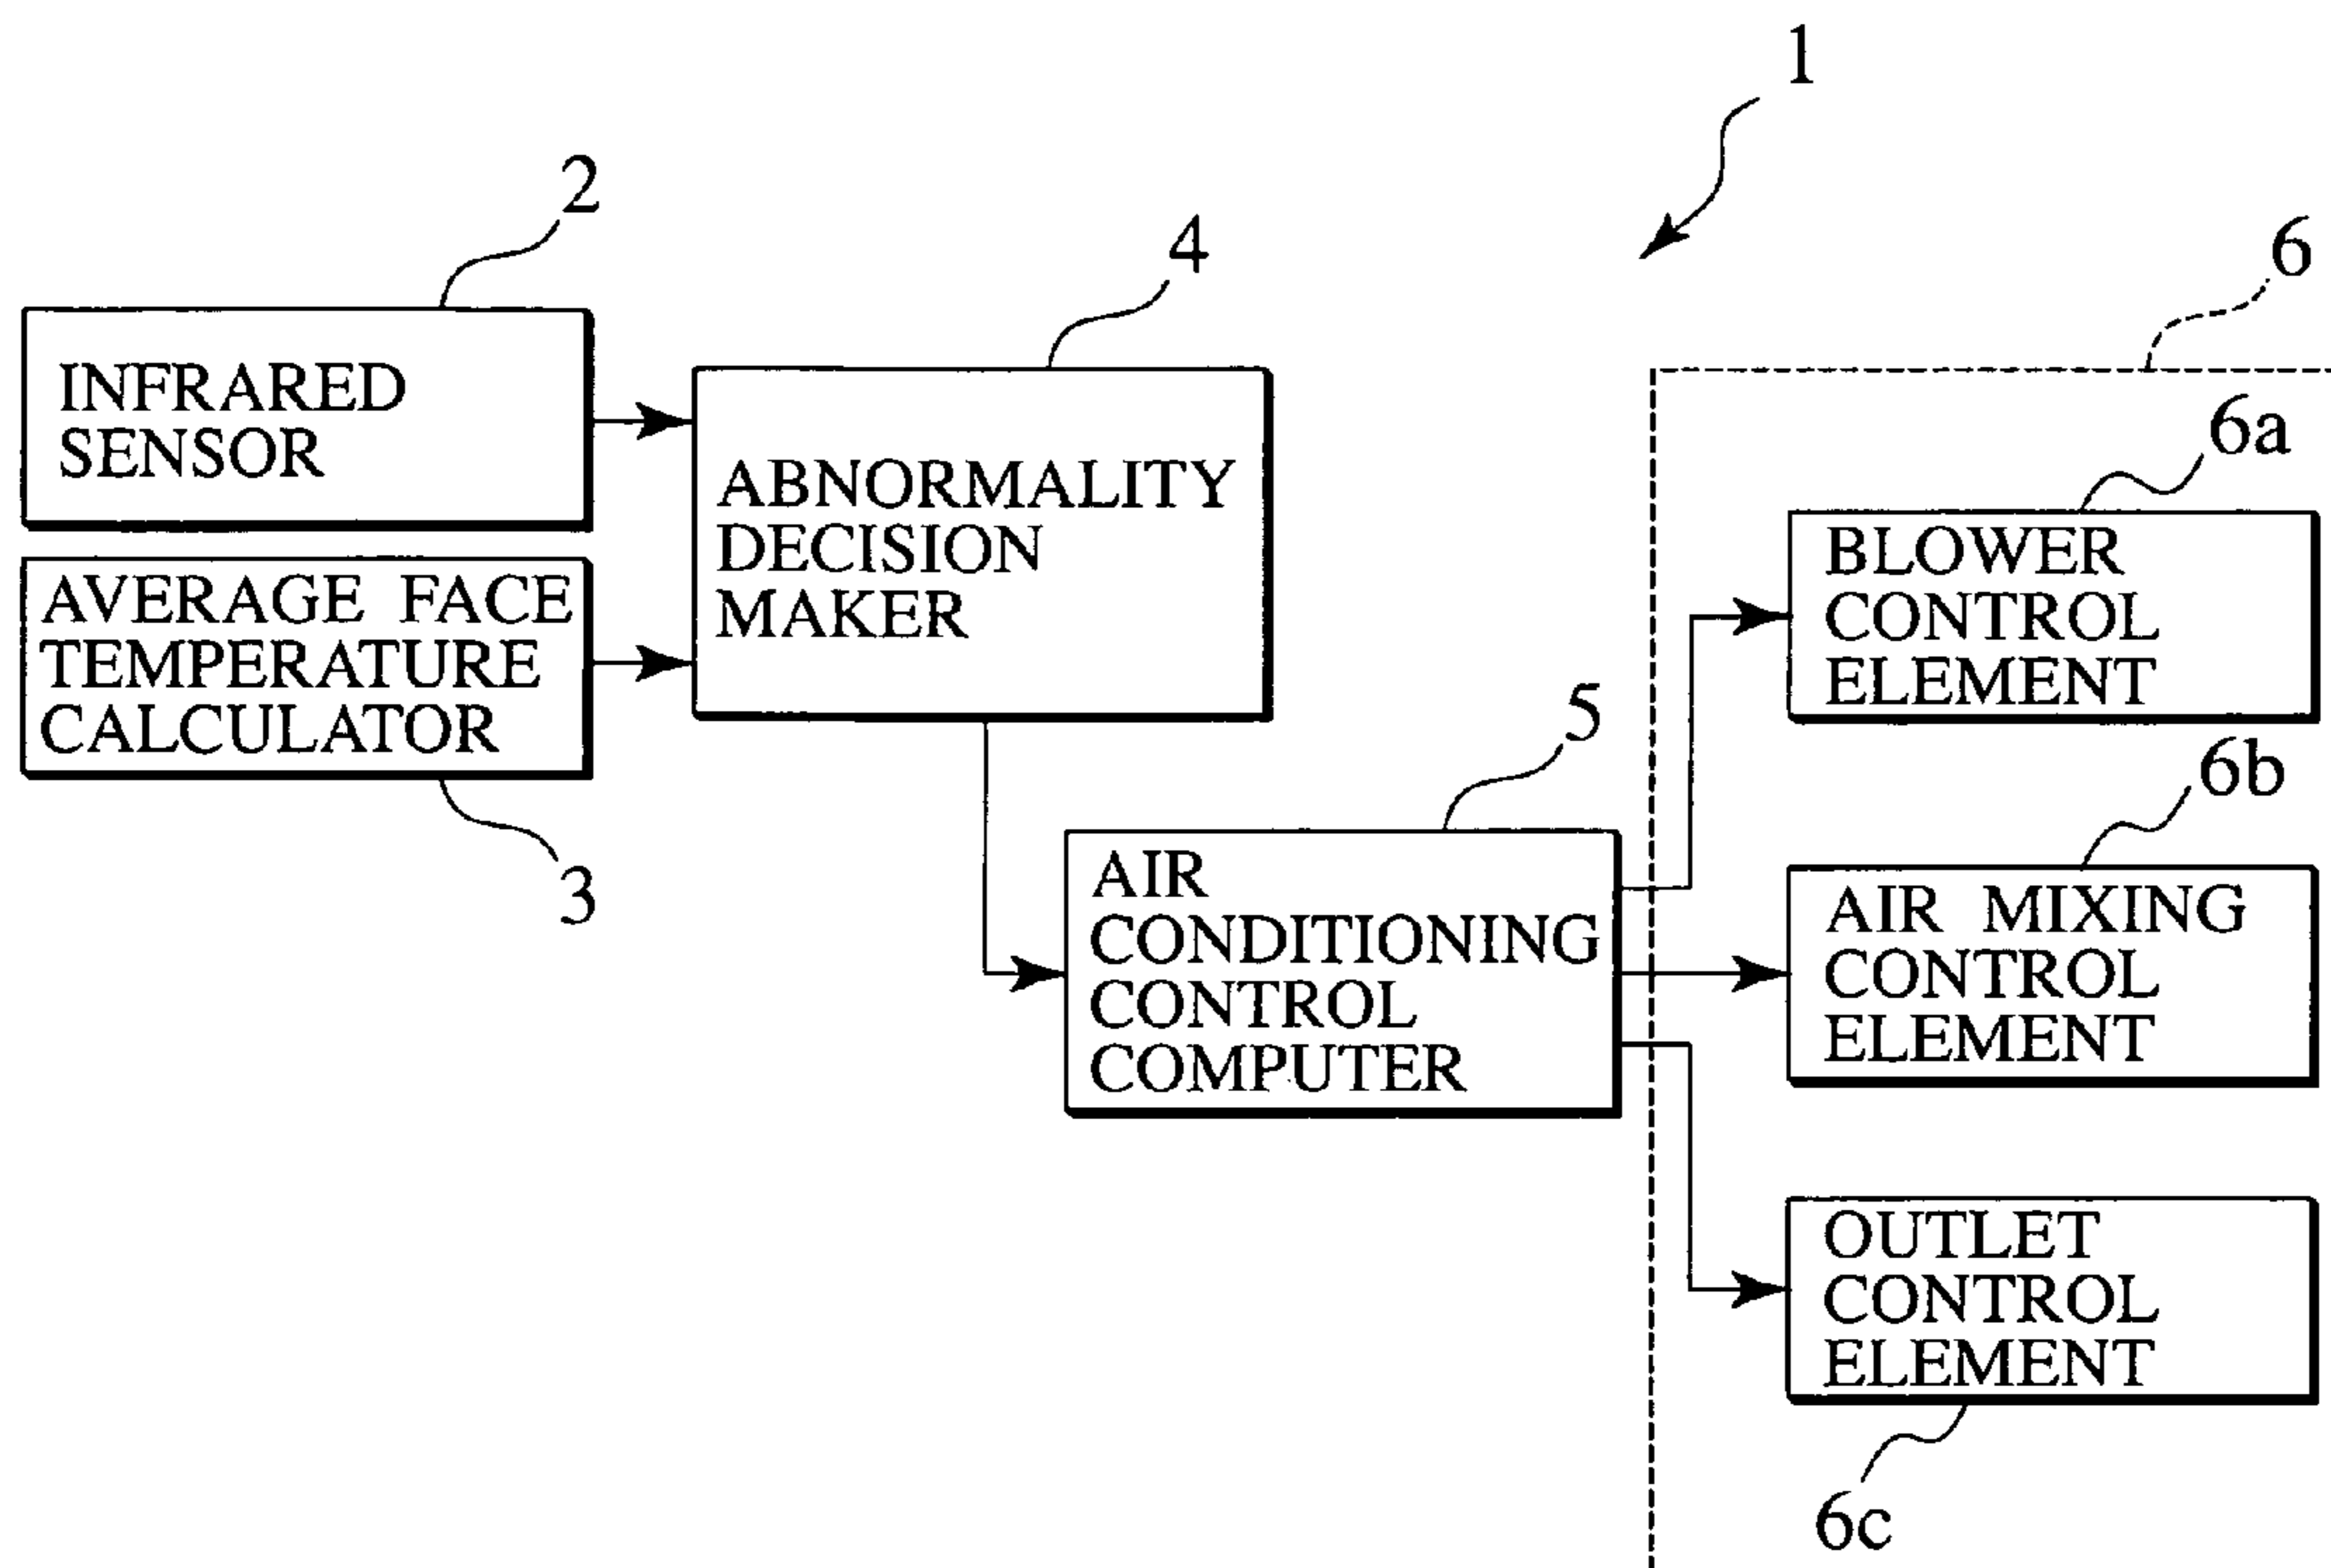 1
2
4
6
INFRARED
SENSOR
AVERAGE FACE
TEMPERATURE
CALCULATOR
3
ABNORMALITY
DECISION
MAKER
5
AIR
CONDITIONING
CONTROL
COMPUTER
6a
BLOWER
CONTROL
ELEMENT
6b
AIR MIXING
CONTROL
ELEMENT
OUTLET
CONTROL
ELEMENT
6c